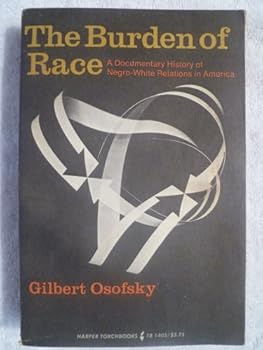 The Burden of
Race A Documentary History of
Negro-White Relations in America
Gilbert Osofsky
HARPER TORCHBOOKS TB 1405/$3.75